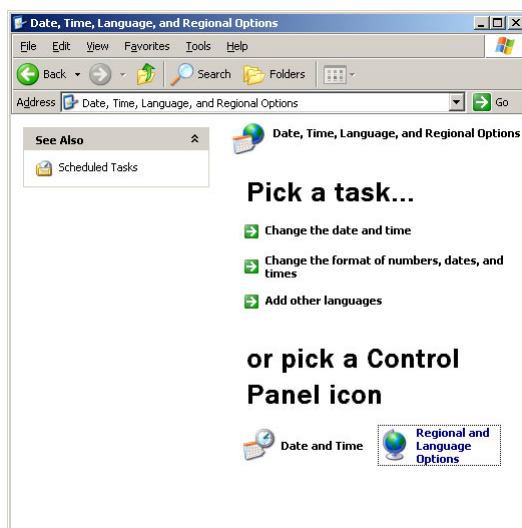 Date, Time, Language, and Regional Options
File Edit View Favorites Tools Help
Back Search Folders
Address Date, Time, Language, and Regional Options Go
See Also
Scheduled Tasks
Date, Time, Language, and Regional Options
Pick a task...
Change the date and time
Change the format of numbers, dates, and
times
Add other languages
or pick a Control
Panel icon
Date and Time
Regional and
Language
Options